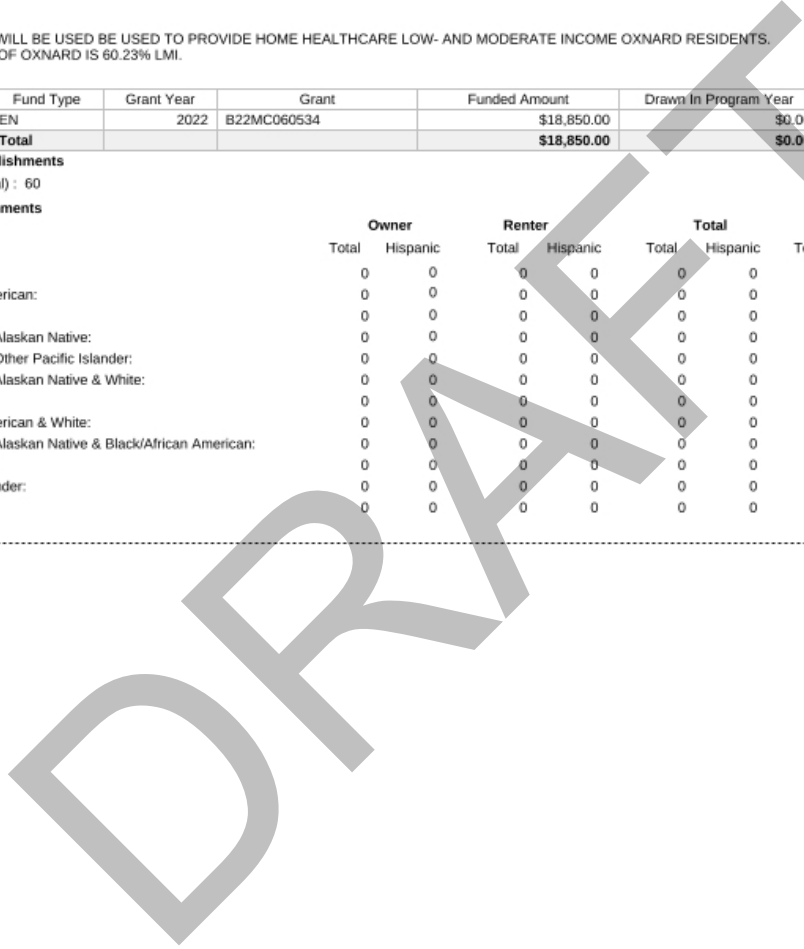 WILL BE USED BE USED TO PROVIDE HOME HEALTHCARE LOW- AND MODERATE INCOME OXNARD RESIDENTS.
OF OXNARD IS 60.23% LMI.
Fund Type Grant Year Grant Funded Amount Drawn In Program Year
EN 2022 B22MC060534 $18,850.00 $0.0
Total $18,850.00 $0.0
lishments
al) : 60
ments
Owner Renter Total
Total Hispanic Total Hispanic Total Hispanic To
0 0 0 0 0 0
erican: 0 0 0 0 0 0
0 0 0 0 0 0
Alaskan Native: 0 0 0 0 0 0
Other Pacific Islander: 0 0 0 0 0 0
Alaskan Native & White: 0 0 0 0 0 0
0 0 0 0 0 0
erican & White: 0 0 0 0 0 0
Alaskan Native & Black/African American: 0 0 0 0 0 0
0 0 0 0 0 0
nder: 0 0 0 0 0 0
0 0 0 0 0 0
DRAFT